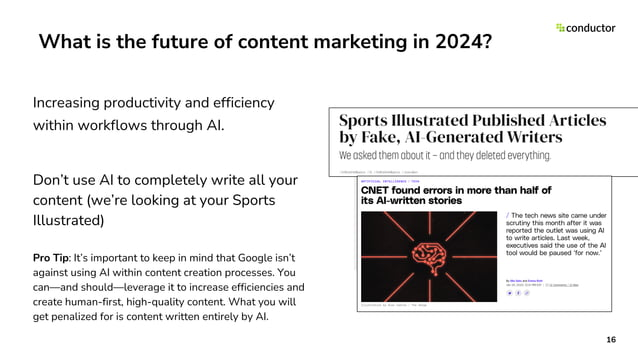 conductor
What is the future of content marketing in 2024?
Increasing productivity and efficiency
within workflows through AI.
Don’t use AI to completely write all your
content (we’re looking at your Sports
Illustrated)
Pro Tip: It’s important to keep in mind that Google isn’t
against using AI within content creation processes. You
can—and should—leverage it to increase efficiencies and
create human-first, high-quality content. What you will
get penalized for is content written entirely by AI.
Sports Illustrated Published Articles
by Fake, AI-Generated Writers
We asked them about it – and they deleted everything.
ARTIFICIAL INTELLIGENCE / TECH
CNET found errors in more than half of
its AI-written stories
/ The tech news site came under
scrutiny this month after it was
reported the outlet was using AI
to write articles. Last week,
executives said the use of the AI
tool would be paused ‘for now.’
16